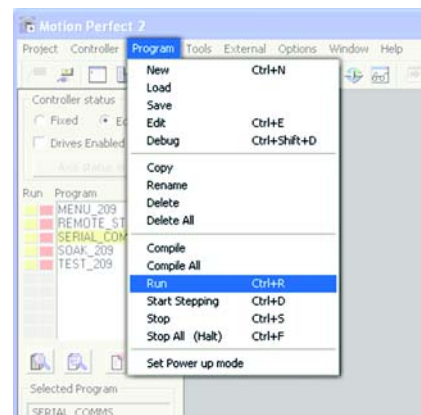 Motion Perfect 2
Project Controller Program Tools External Options Window Help
New Ctrl+N
Load
Save
Edit Ctrl+E
Debug Ctrl+Shift+D
Copy
Rename
Delete
Delete All
Compile
Compile All
Run Ctrl+R
Start Stepping Ctrl+D
Stop Ctrl+S
Stop All (Halt) Ctrl+F
Set Power up mode
Controller status
Fixed
Drives Enabled
Run Program
MENU_209
REMOTE_ST
SERIAL_COM
SOAK_209
TEST_209
Selected Program
SERIAL_COMMS